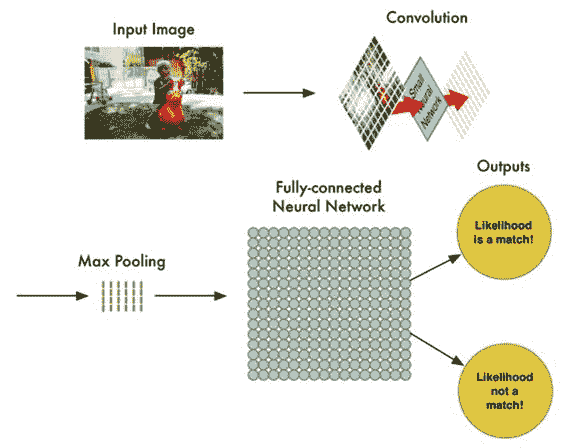 Input Image
Convolution
Small
Neural
Network
Outputs
Fully-connected
Neural Network
Likelihood
is a match!
Max Pooling
Likelihood
not a
match!